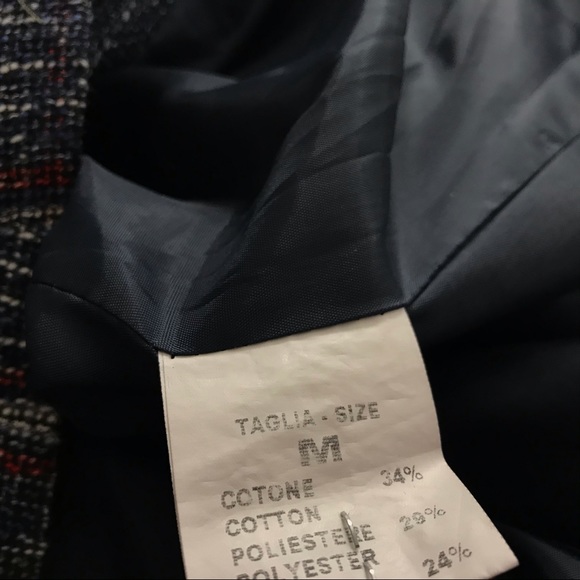 TAGLIA - SIZE
M
COTONE 34%
COTTON
POLIESTERE 29%
POLYESTER
24%